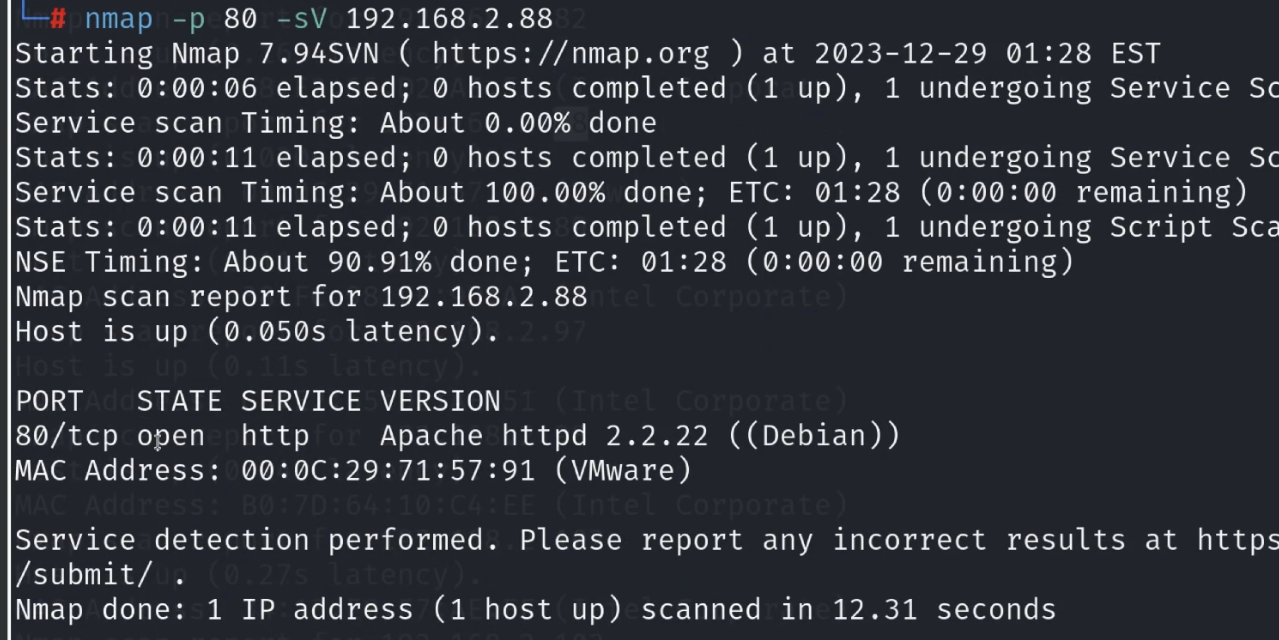 └─# nmap -p 80 -sV 192.168.2.88
Starting Nmap 7.94SVN ( https://nmap.org ) at 2023-12-29 01:28 EST
Stats: 0:00:06 elapsed; 0 hosts completed (1 up), 1 undergoing Service Sc
Service scan Timing: About 0.00% done
Stats: 0:00:11 elapsed; 0 hosts completed (1 up), 1 undergoing Service Sc
Service scan Timing: About 100.00% done; ETC: 01:28 (0:00:00 remaining)
Stats: 0:00:11 elapsed; 0 hosts completed (1 up), 1 undergoing Script Sca
NSE Timing: About 90.91% done; ETC: 01:28 (0:00:00 remaining)
Nmap scan report for 192.168.2.88
Host is up (0.050s latency).
PORT   STATE SERVICE VERSION
80/tcp open  http    Apache httpd 2.2.22 ((Debian))
MAC Address: 00:0C:29:71:57:91 (VMware)
Service detection performed. Please report any incorrect results at https
/submit/ .
Nmap done: 1 IP address (1 host up) scanned in 12.31 seconds